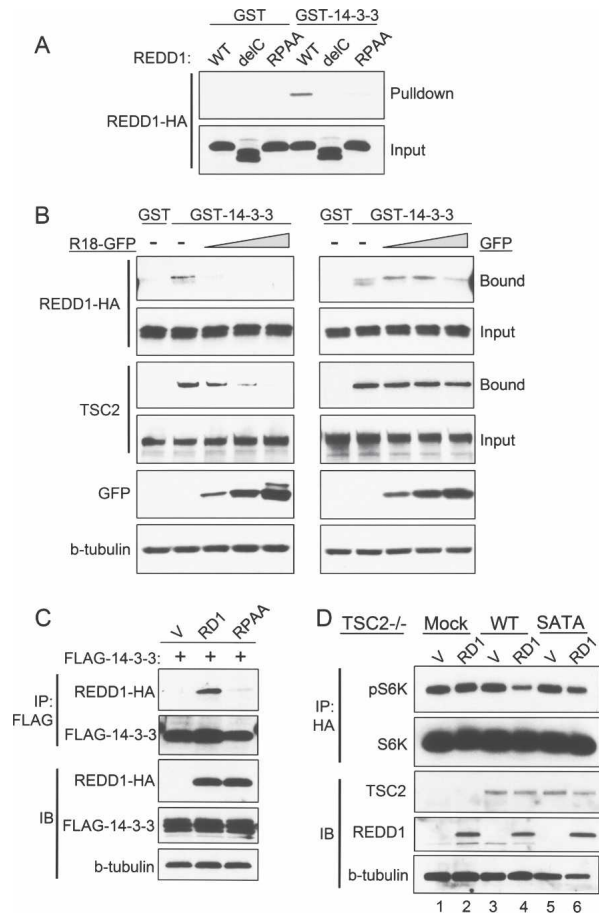 A
GST GST-14-3-3
REDD1: WT delC RPAA WT delC RPAA
REDD1-HA
Pulldown
Input
B
GST GST-14-3-3 GST GST-14-3-3
R18-GFP - - - - GFP
REDD1-HA
Bound
Input
TSC2
Bound
Input
GFP
b-tubulin
C
V RD1 RPAA
FLAG-14-3-3: + + +
IP: FLAG
REDD1-HA
FLAG-14-3-3
IB
REDD1-HA
FLAG-14-3-3
b-tubulin
D
TSC2-/- Mock WT SATA
V RD1 V RD1 V RD1
IP: HA
pS6K
S6K
IB
TSC2
REDD1
b-tubulin
1 2 3 4 5 6